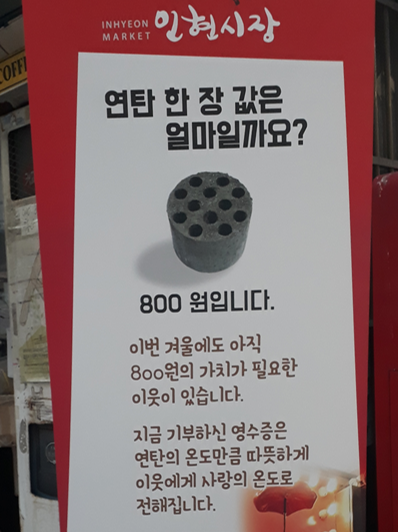 INHYEON
MARKET
인현시장
COFFE
연탄 한 장 값은
얼마일까요?
800 원입니다.
이번 겨울에도 아직
800원의 가치가 필요한
이웃이 있습니다.
지금 기부하신 영수증은
연탄의 온도만큼 따뜻하게
이웃에게 사랑의 온도로
전해집니다.